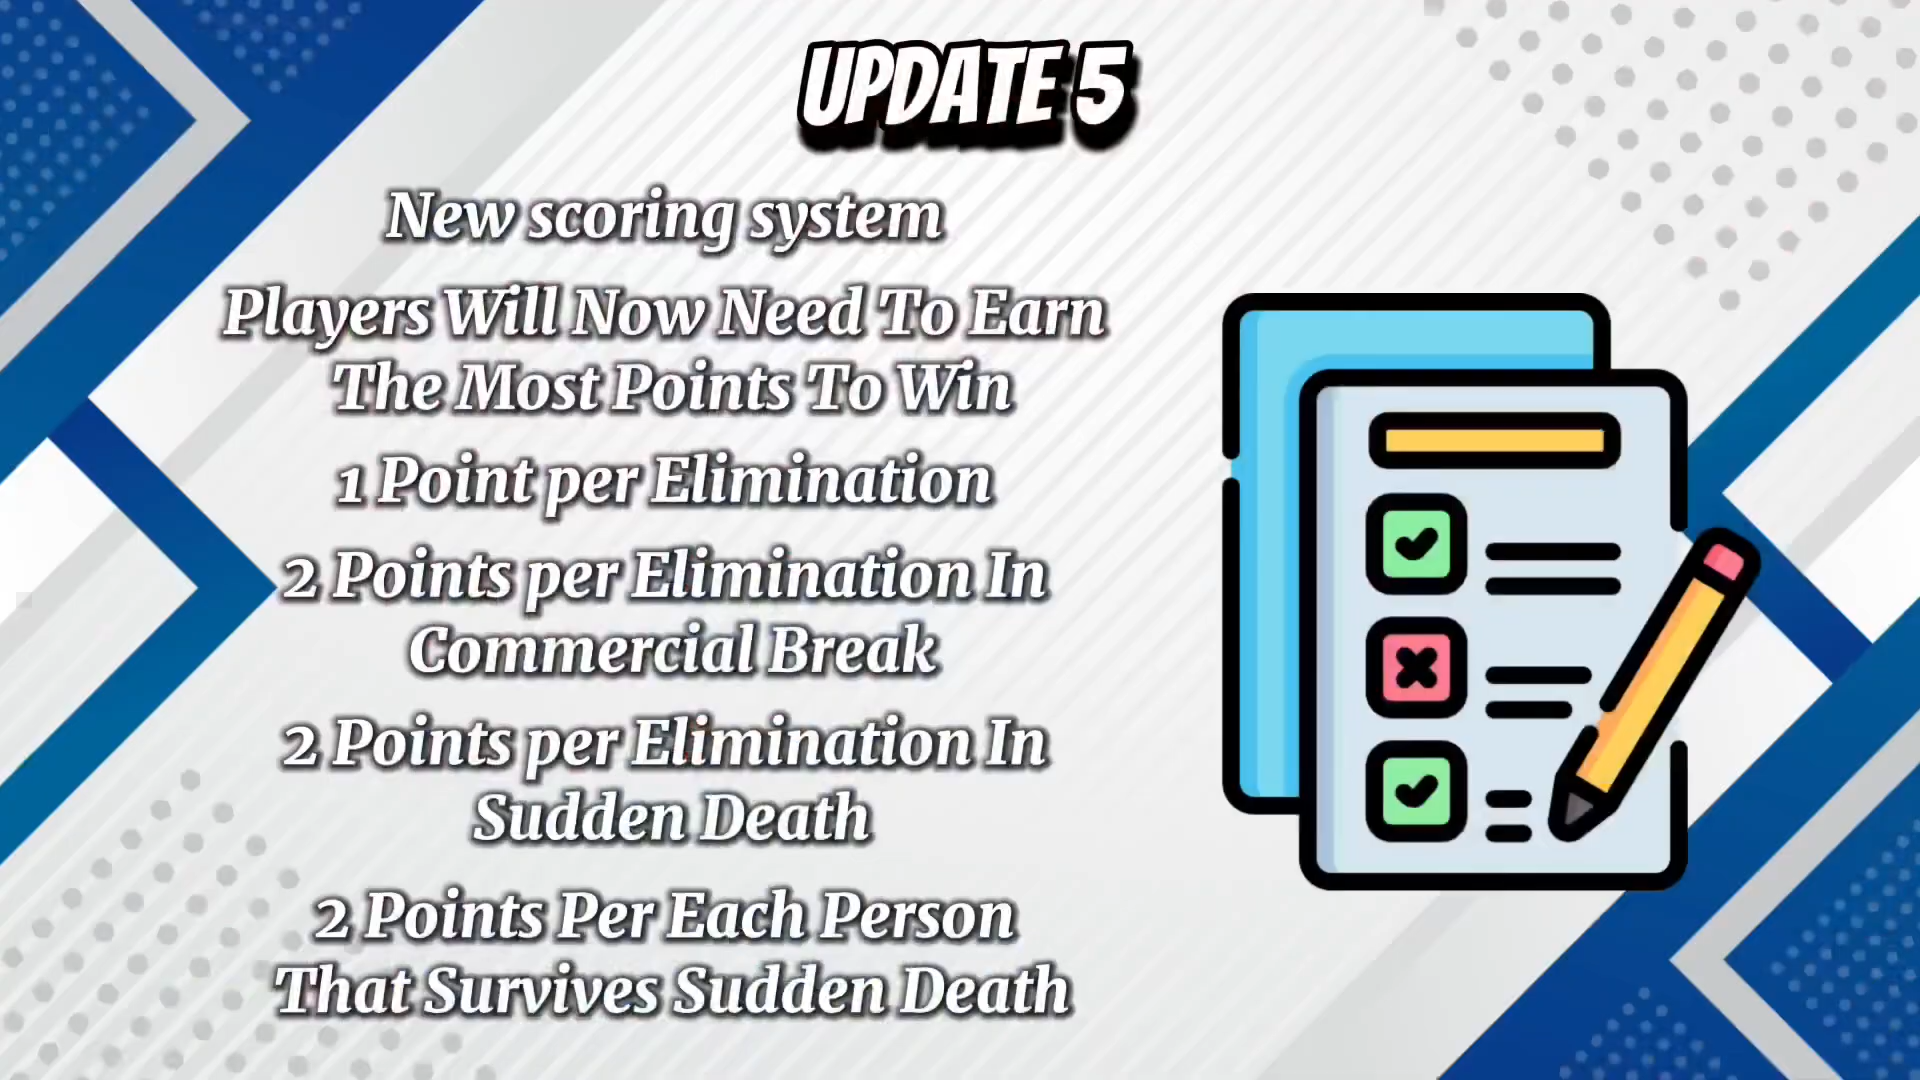 UPDATE 5
New scoring system
Players Will Now Need To Earn
The Most Points To Win
1 Point per Elimination
2 Points per Elimination In
Commercial Break
2 Points per Elimination In
Sudden Death
2 Points Per Each Person
That Survives Sudden Death